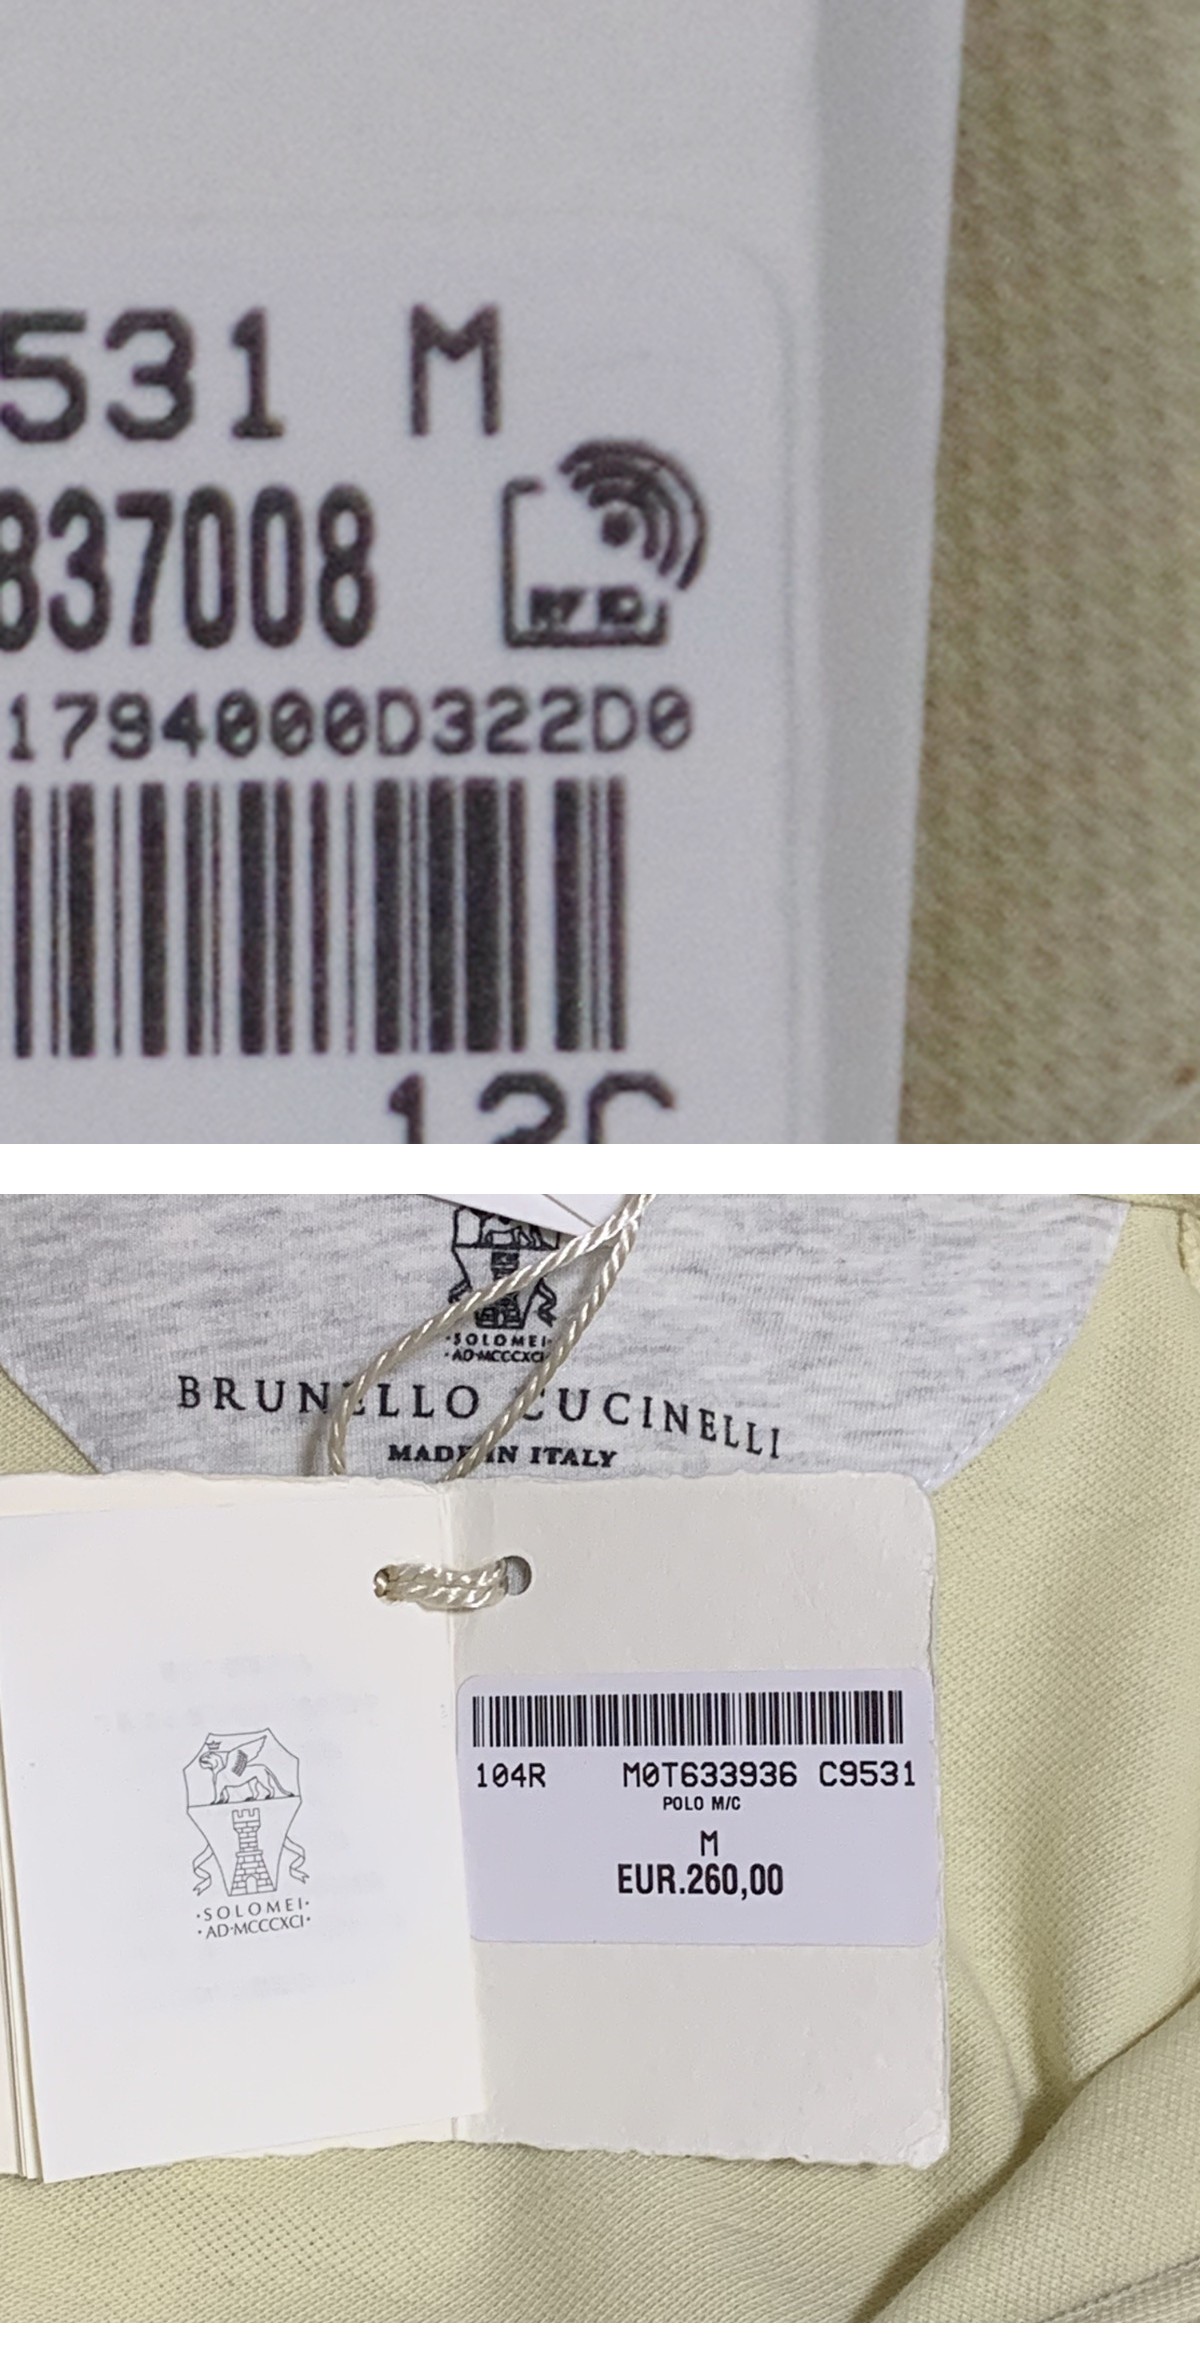 531 M
837008
RFID
1794000D322D0
12C
·SOLOMEI·
·AD·MCCCXCI·
BRUNELLO CUCINELLI
MADE IN ITALY
104R M0T633936 C9531
POLO M/C
M
EUR.260,00
·SOLOMEI·
·AD·MCCCXCI·